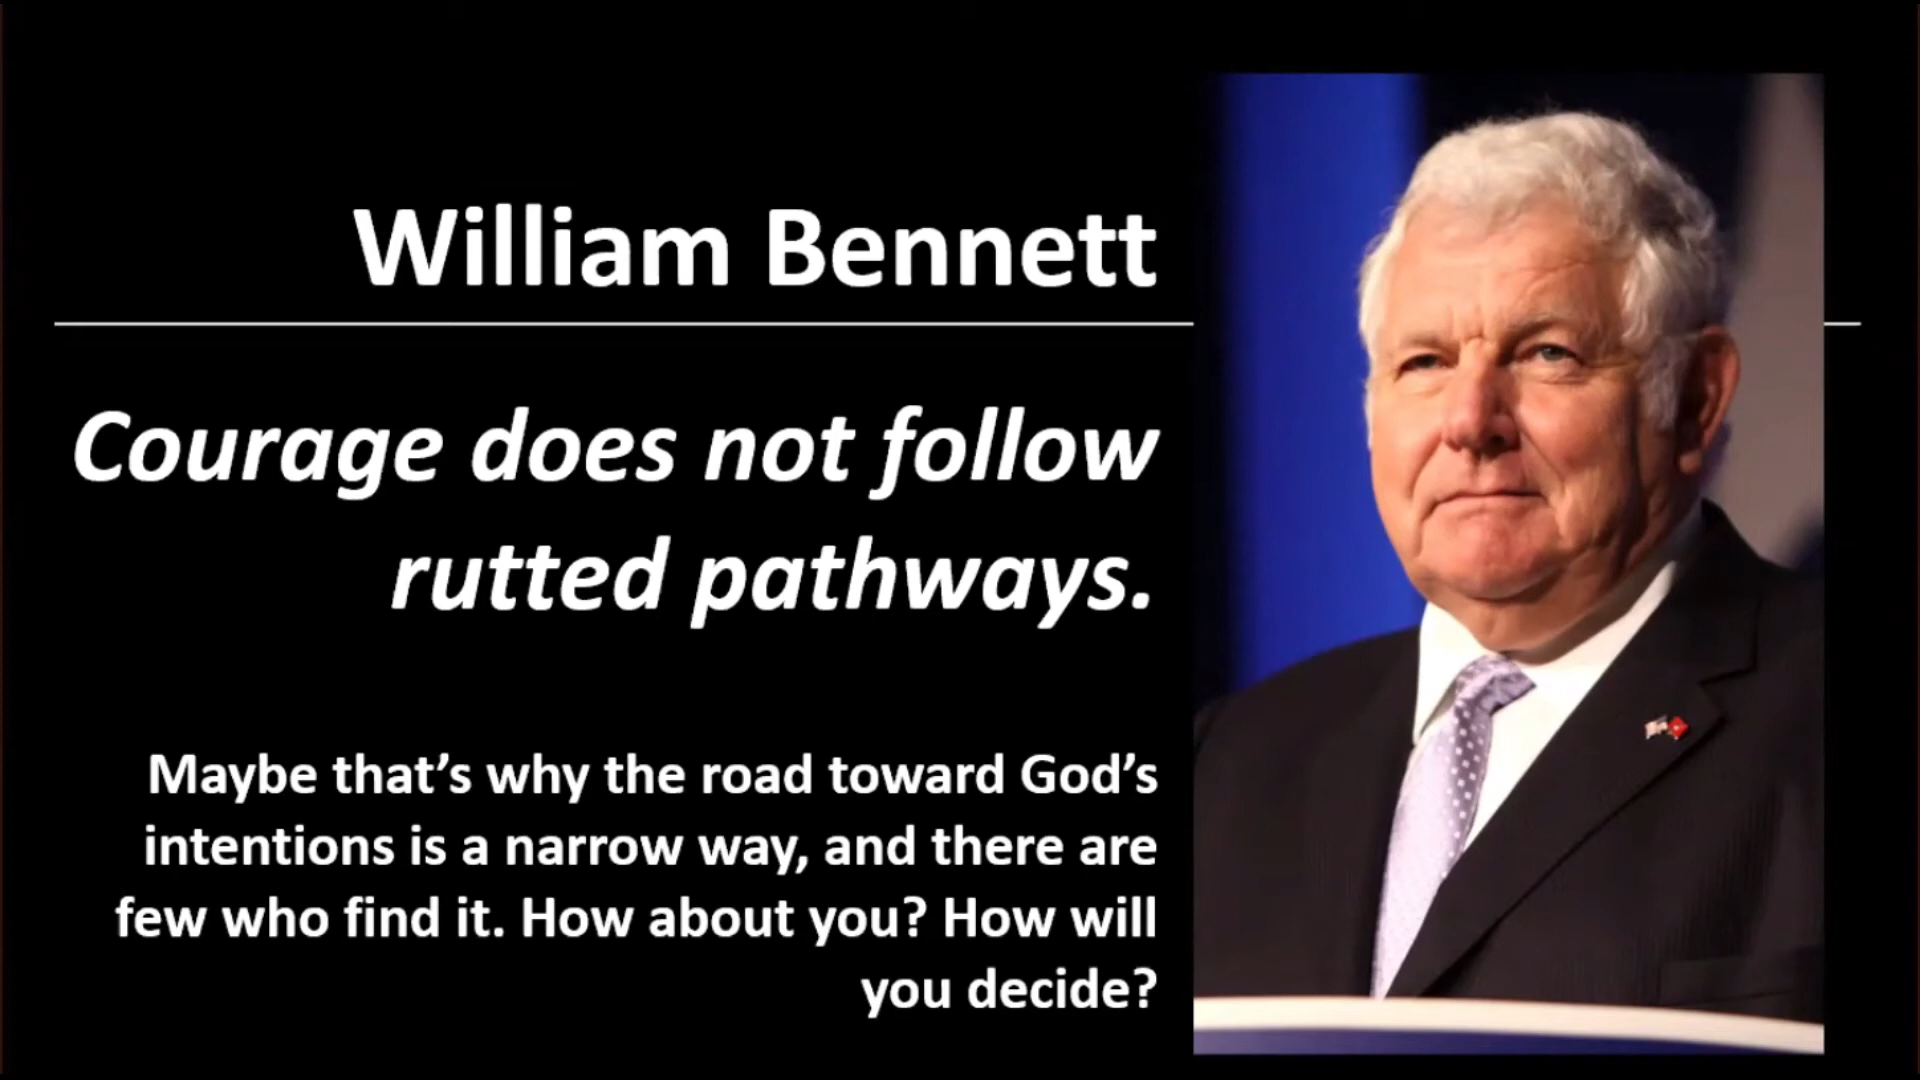 William Bennett
Courage does not follow
rutted pathways.
Maybe that’s why the road toward God’s
intentions is a narrow way, and there are
few who find it. How about you? How will
you decide?